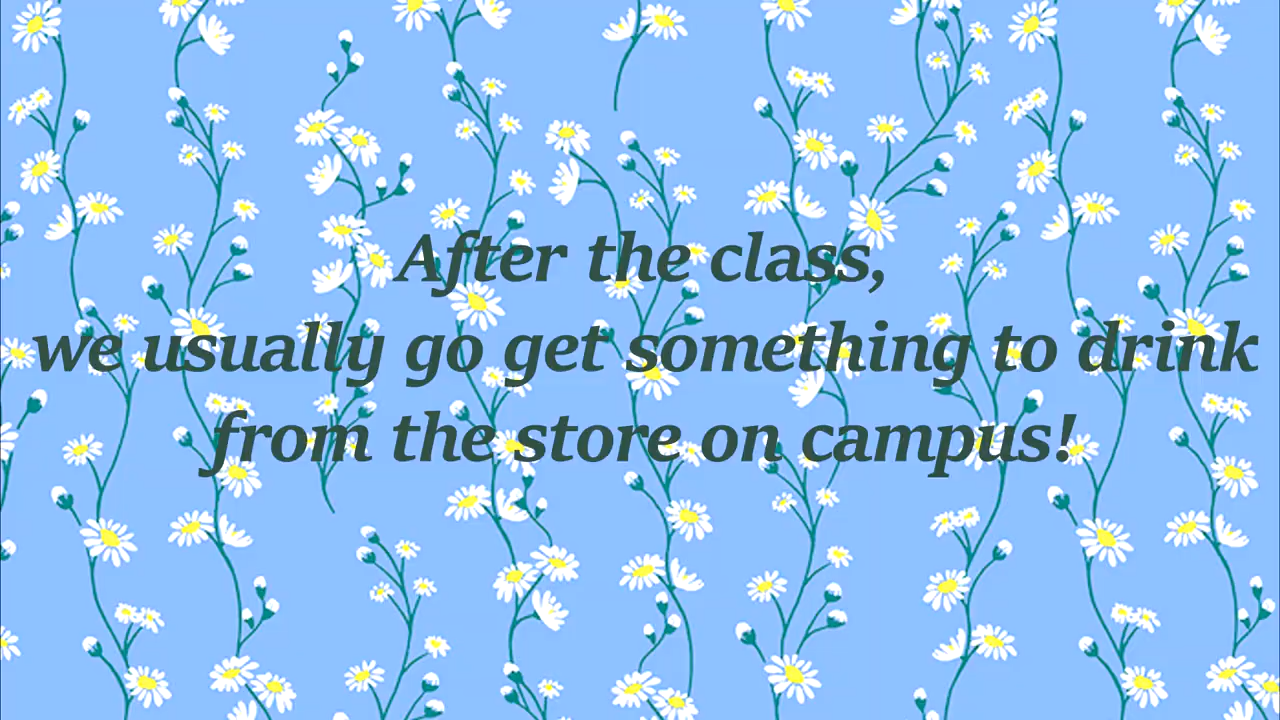 After the class,
we usually go get something to drink
from the store on campus!